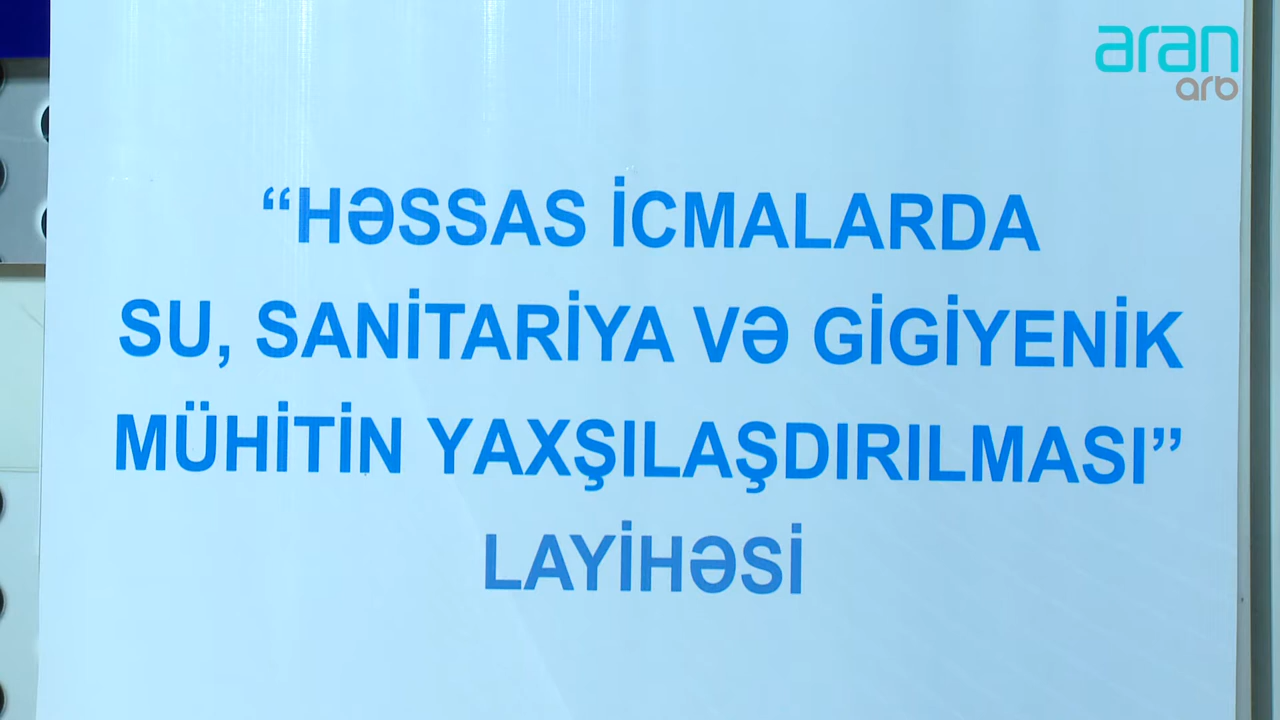 aran
arb
“HƏSSAS İCMALARDA
SU, SANİTARİYA VƏ GİGİYENİK
MÜHİTİN YAXŞILAŞDIRILMASI”
LAYİHƏSİ